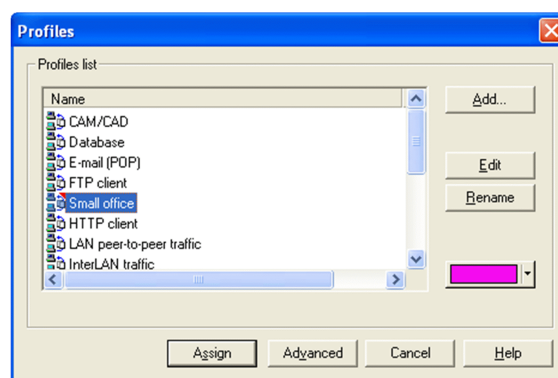 Profiles
Profiles list
Name
CAM/CAD
Database
E-mail (POP)
FTP client
Small office
HTTP client
LAN peer-to-peer traffic
InterLAN traffic
Add...
Edit
Rename
Assign
Advanced
Cancel
Help